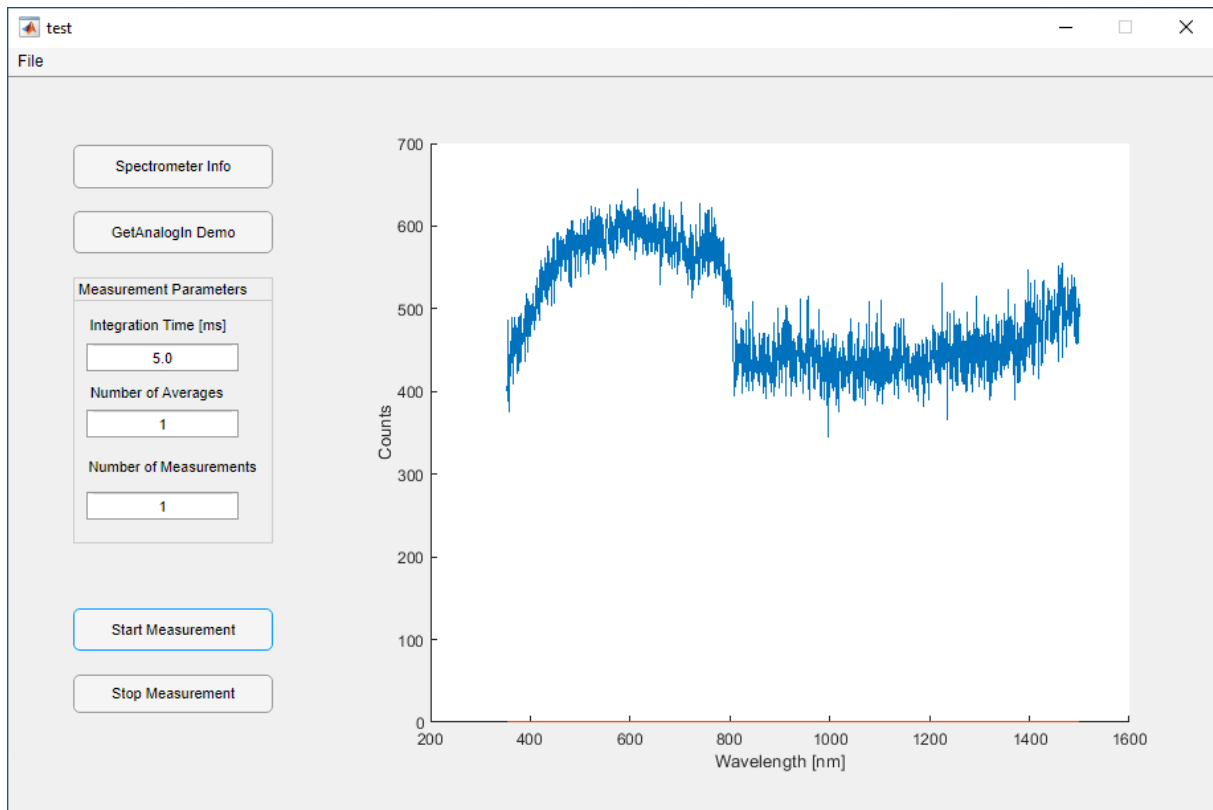 test
File
Spectrometer Info
GetAnalogIn Demo
Measurement Parameters
Integration Time [ms]
5.0
Number of Averages
1
Number of Measurements
1
Start Measurement
Stop Measurement
700
600
500
400
300
200
100
0
Counts
200 400 600 800 1000 1200 1400 1600
Wavelength [nm]